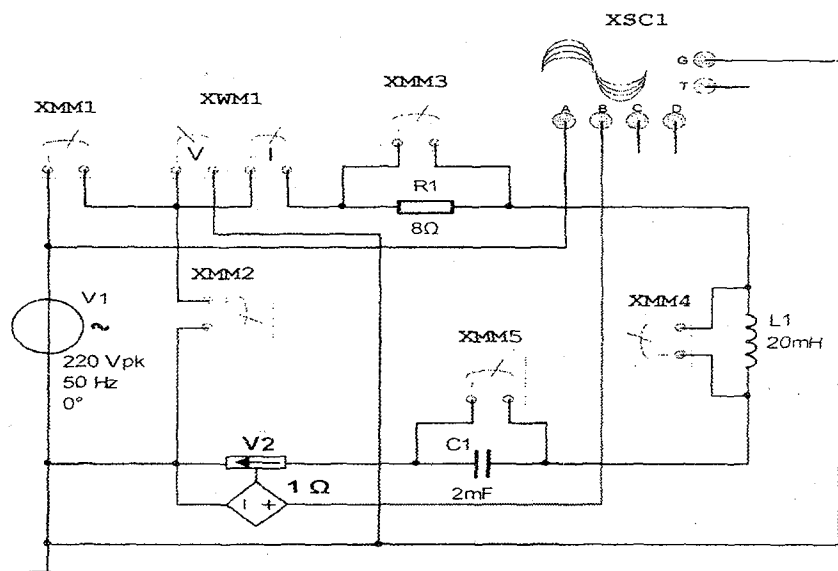 XSC1
G
T
A
B
C
D
XMM1
XWM1
XMM3
V
I
R1
8Ω
XMM2
V1
~
220 Vpk
50 Hz
0°
XMM4
L1
20mH
XMM5
V2
C1
1 Ω
2mF
− +